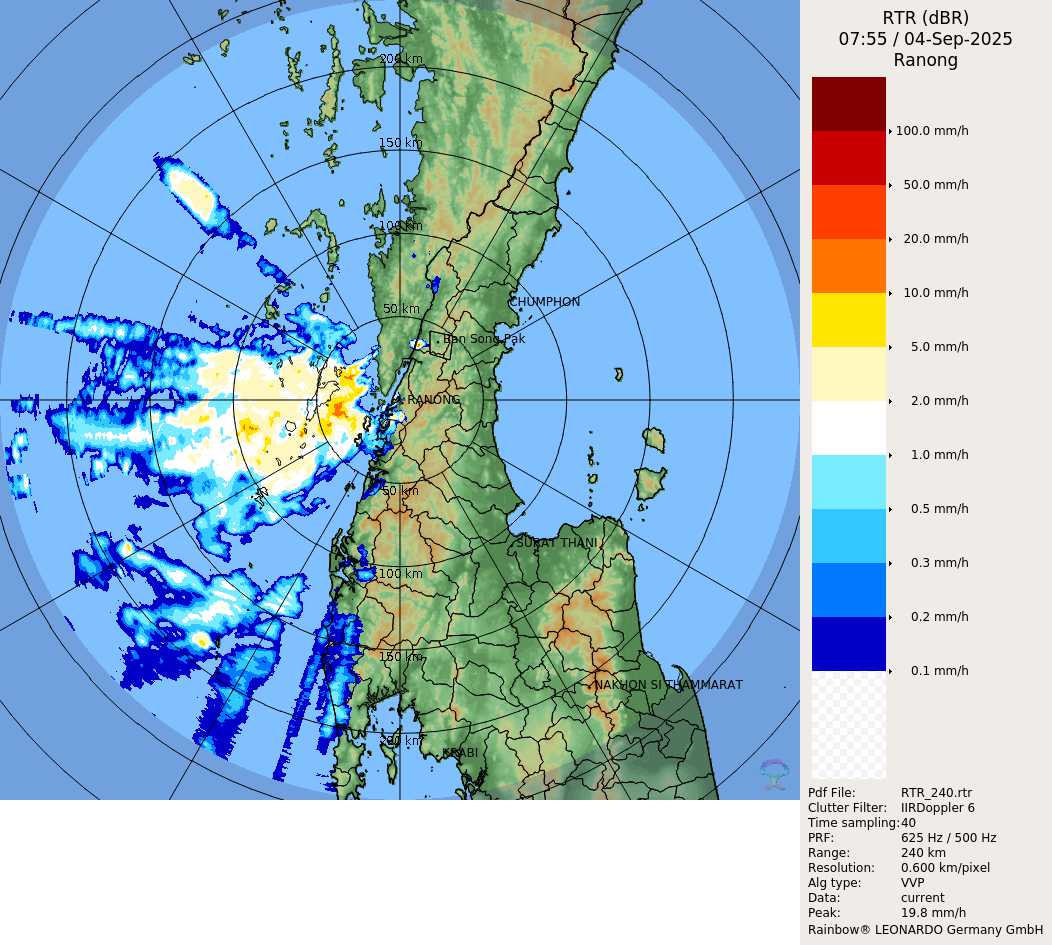 RTR (dBR)
07:55 / 04-Sep-2025
Ranong
200 km
150 km
100 km
50 km
CHUMPHON
Ban Song Pak
RANONG
50 km
SURAT THANI
100 km
150 km
NAKHON SI THAMMARAT
200 km
KRABI
100.0 mm/h
50.0 mm/h
20.0 mm/h
10.0 mm/h
5.0 mm/h
2.0 mm/h
1.0 mm/h
0.5 mm/h
0.3 mm/h
0.2 mm/h
0.1 mm/h
Pdf File: RTR_240.rtr
Clutter Filter: IIRDoppler 6
Time sampling:40
PRF: 625 Hz / 500 Hz
Range: 240 km
Resolution: 0.600 km/pixel
Alg type: VVP
Data: current
Peak: 19.8 mm/h
Rainbow® LEONARDO Germany GmbH